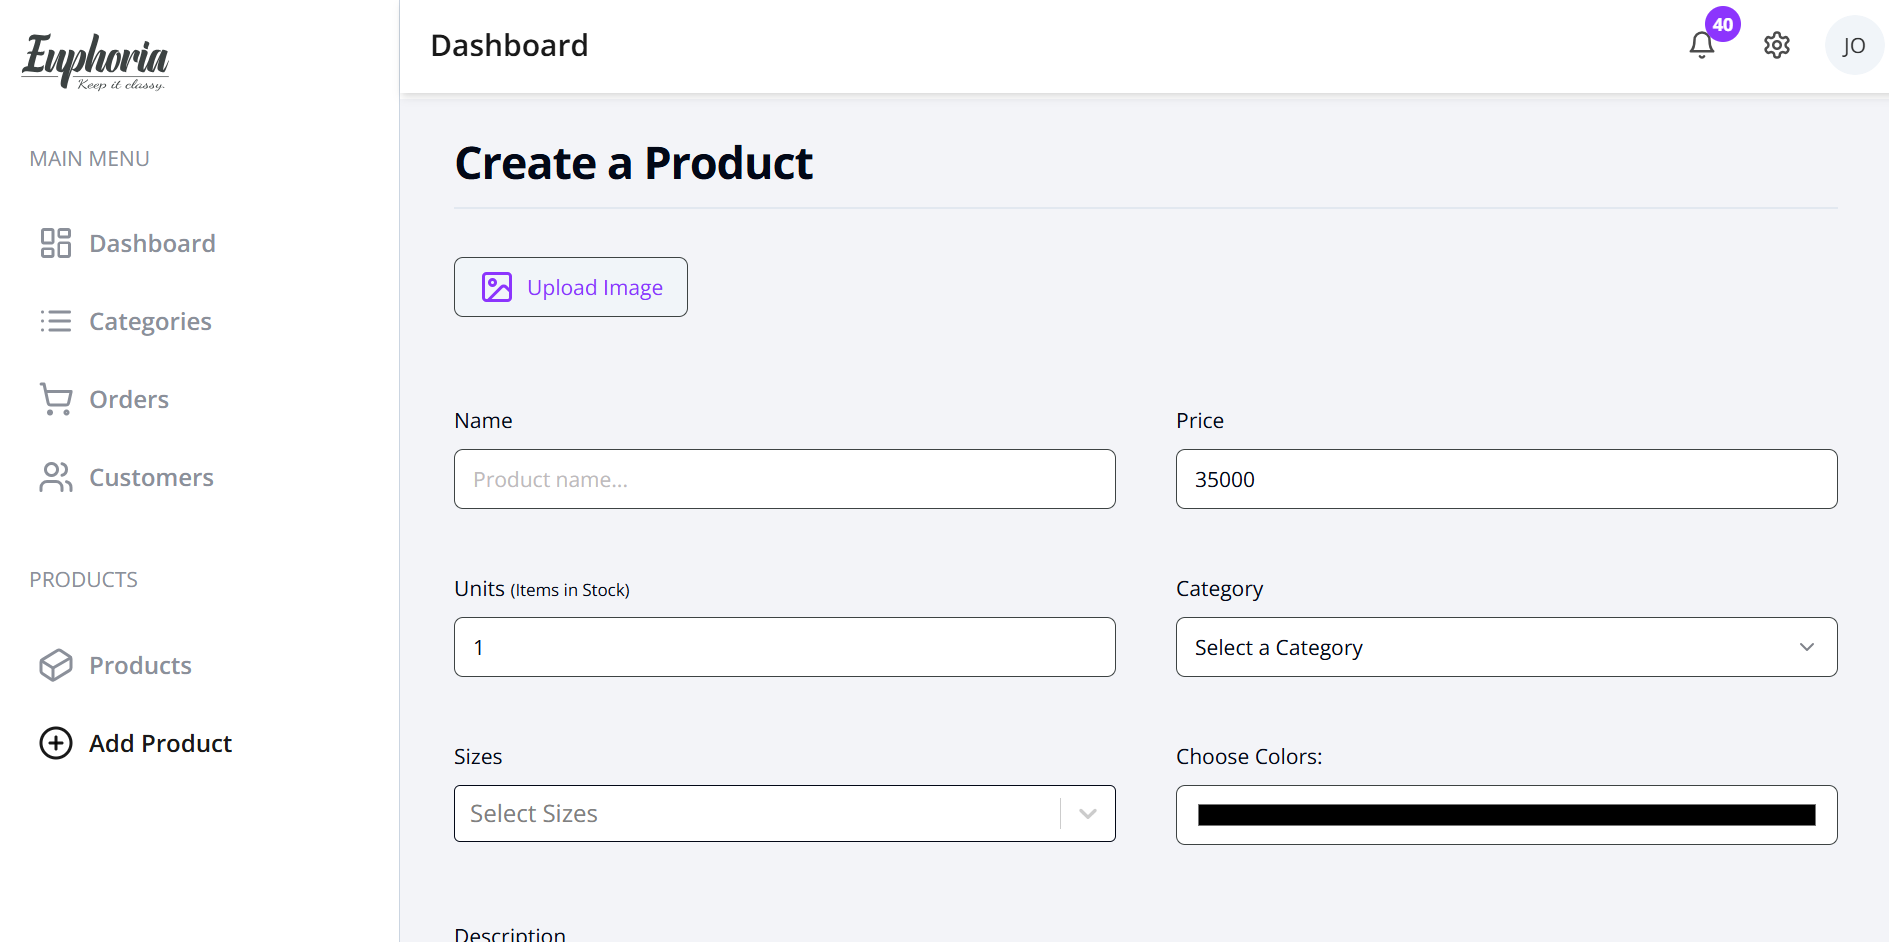 Euphoria
Keep it classy.
MAIN MENU
Dashboard
Categories
Orders
Customers
PRODUCTS
Products
Add Product
Dashboard
40
JO
Create a Product
Upload Image
Name
Product name...
Price
35000
Units (Items in Stock)
1
Category
Select a Category
Sizes
Select Sizes
Choose Colors:
Description